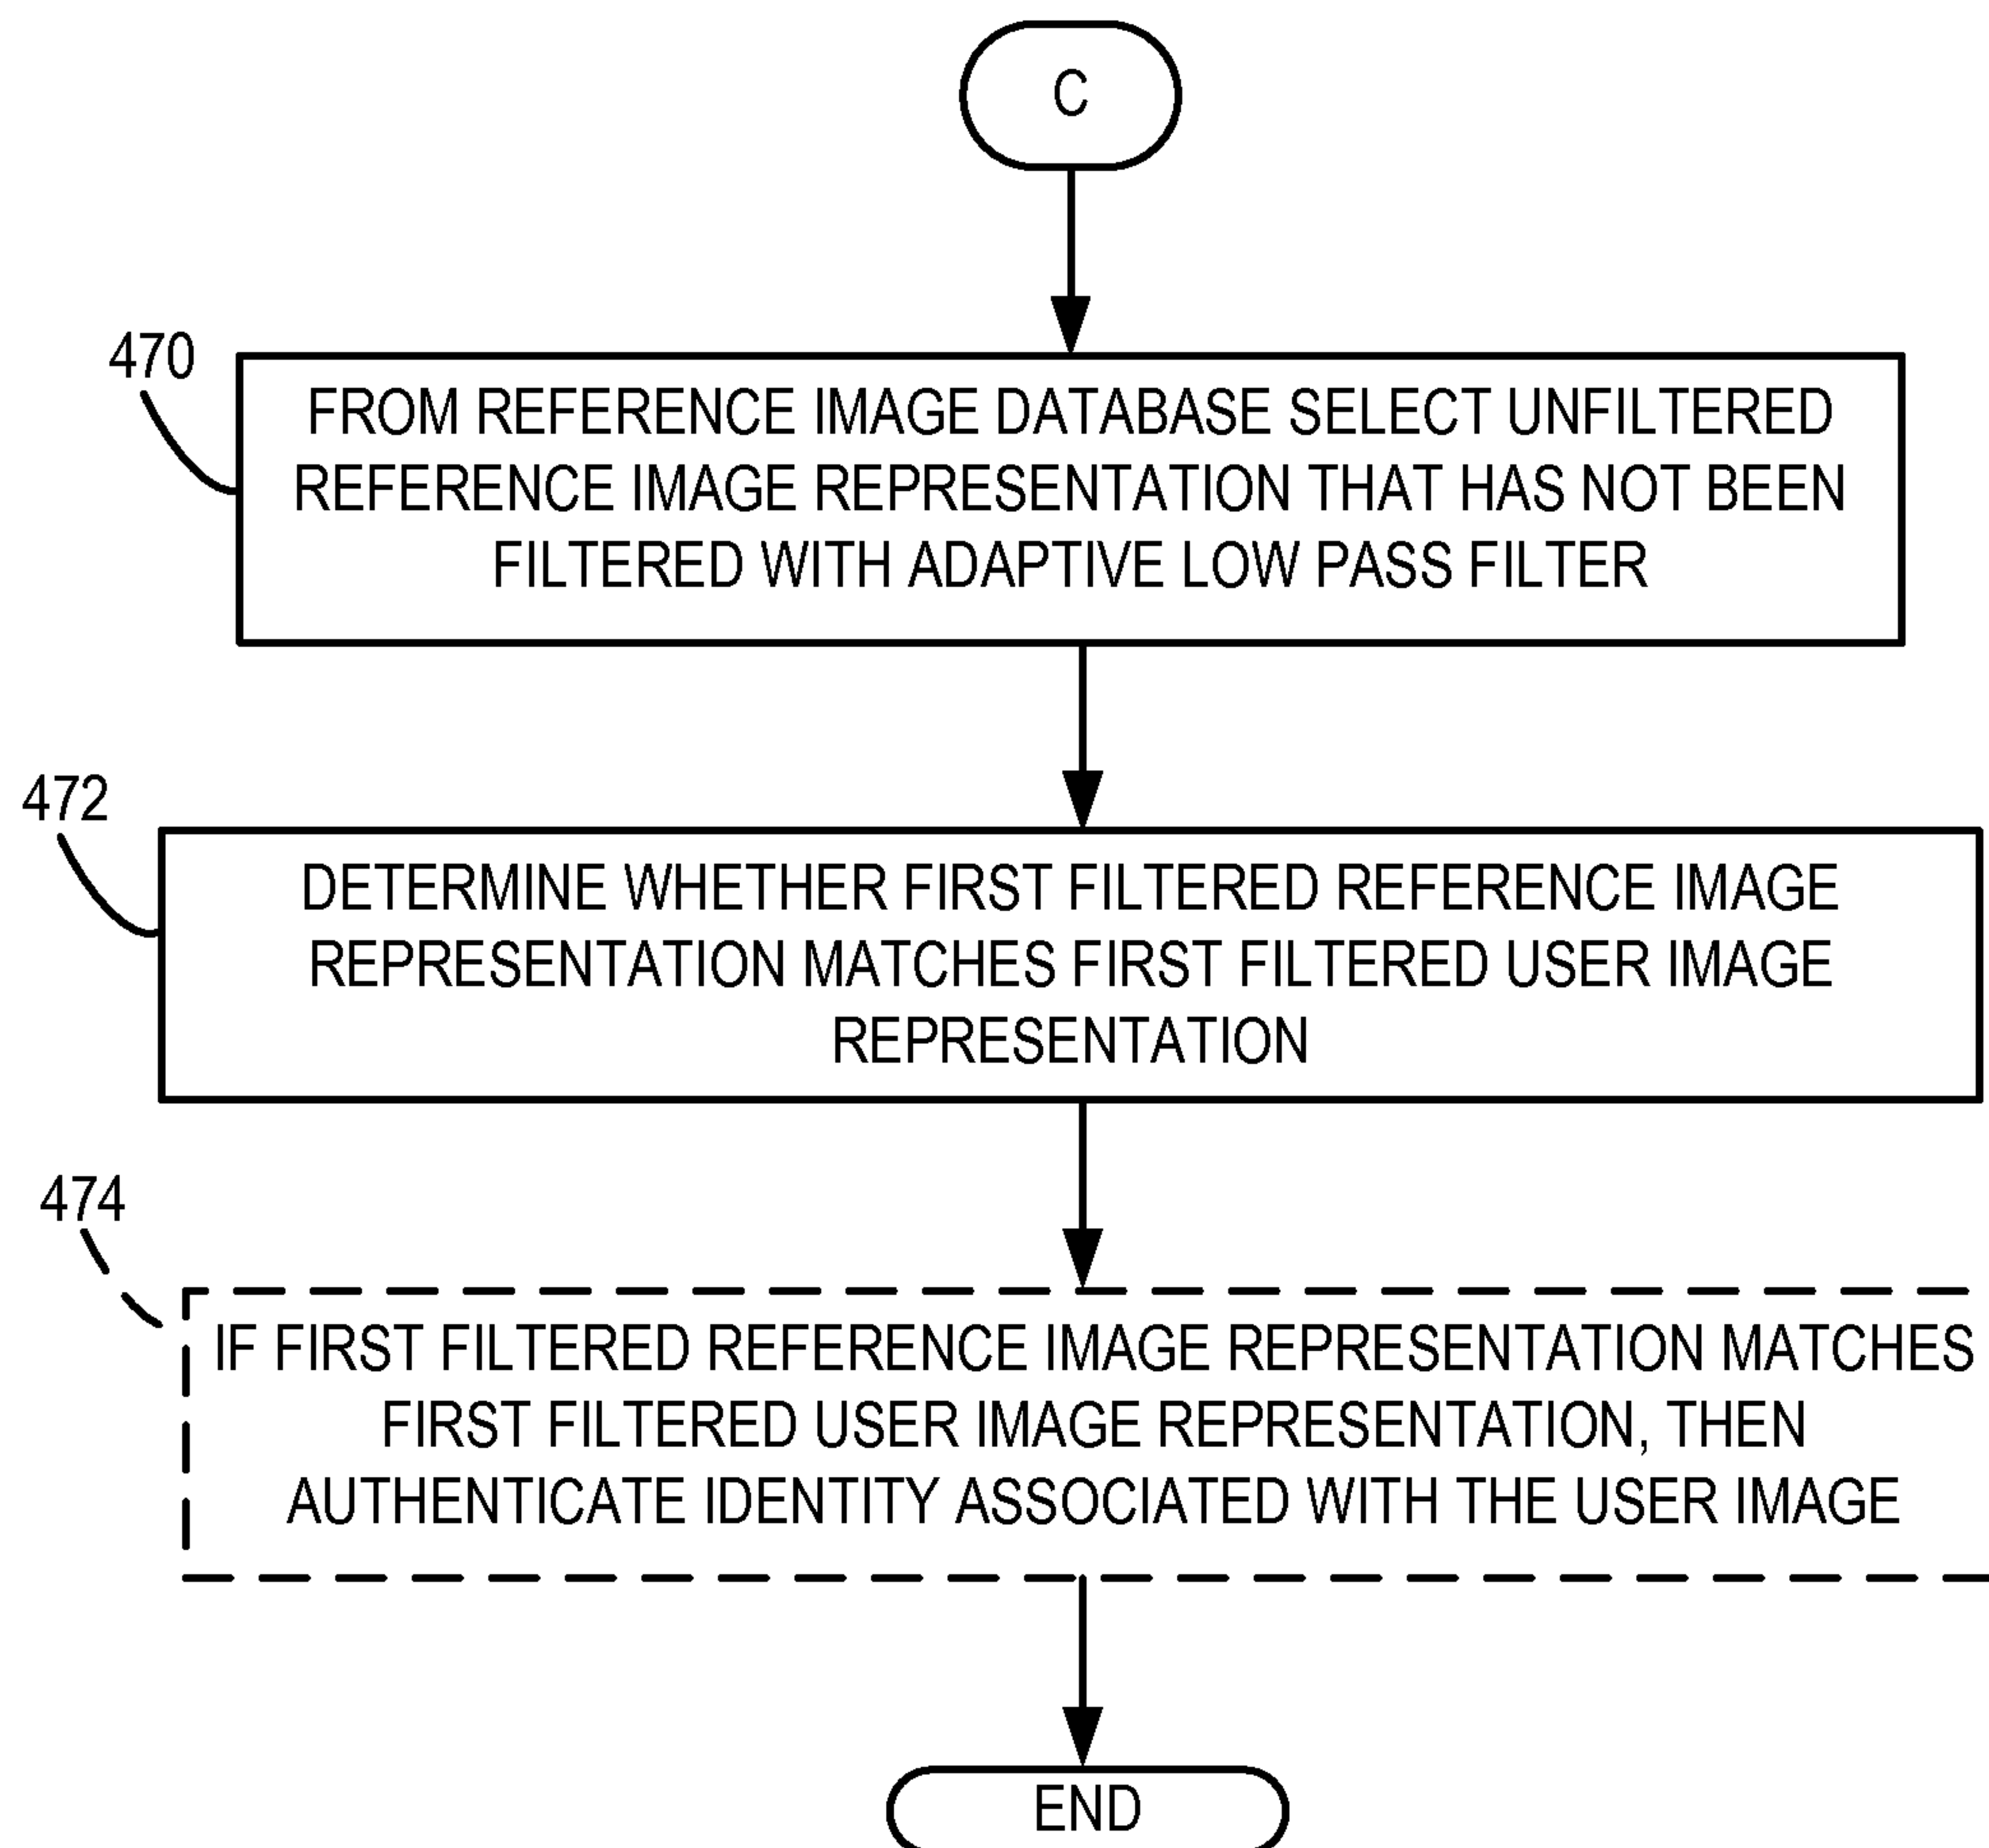 C
470
FROM REFERENCE IMAGE DATABASE SELECT UNFILTERED
REFERENCE IMAGE REPRESENTATION THAT HAS NOT BEEN
FILTERED WITH ADAPTIVE LOW PASS FILTER
472
DETERMINE WHETHER FIRST FILTERED REFERENCE IMAGE
REPRESENTATION MATCHES FIRST FILTERED USER IMAGE
REPRESENTATION
474
IF FIRST FILTERED REFERENCE IMAGE REPRESENTATION MATCHES
FIRST FILTERED USER IMAGE REPRESENTATION, THEN
AUTHENTICATE IDENTITY ASSOCIATED WITH THE USER IMAGE
END